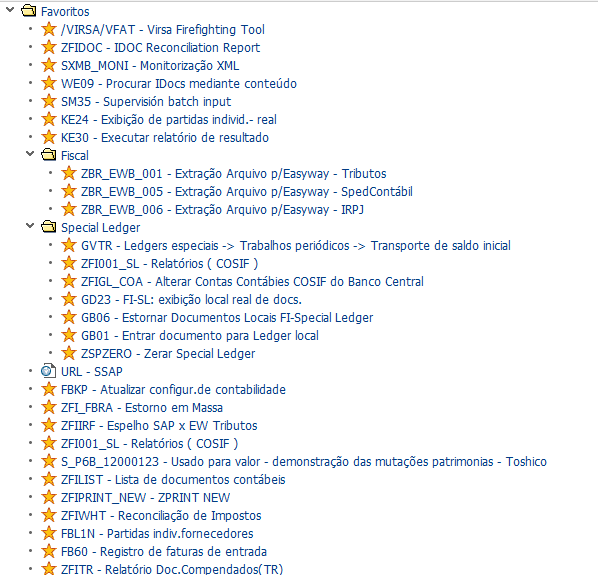 Favoritos
/VIRSA/VFAT - Virsa Firefighting Tool
ZFIDOC - IDOC Reconciliation Report
SXMB_MONI - Monitorização XML
WE09 - Procurar IDocs mediante conteúdo
SM35 - Supervisión batch input
KE24 - Exibição de partidas individ.- real
KE30 - Executar relatório de resultado
Fiscal
ZBR_EWB_001 - Extração Arquivo p/Easyway - Tributos
ZBR_EWB_005 - Extração Arquivo p/Easyway - SpedContábil
ZBR_EWB_006 - Extração Arquivo p/Easyway - IRPJ
Special Ledger
GVTR - Ledgers especiais -> Trabalhos periódicos -> Transporte de saldo inicial
ZFI001_SL - Relatórios ( COSIF )
ZFIGL_COA - Alterar Contas Contábies COSIF do Banco Central
GD23 - FI-SL: exibição local real de docs.
GB06 - Estornar Documentos Locais FI-Special Ledger
GB01 - Entrar documento para Ledger local
ZSPZERO - Zerar Special Ledger
URL - SSAP
FBKP - Atualizar configur.de contabilidade
ZFI_FBRA - Estorno em Massa
ZFIIRF - Espelho SAP x EW Tributos
ZFI001_SL - Relatórios ( COSIF )
S_P6B_12000123 - Usado para valor - demonstração das mutações patrimonias - Toshico
ZFILIST - Lista de documentos contábeis
ZFIPRINT_NEW - ZPRINT NEW
ZFIWHT - Reconciliação de Impostos
FBL1N - Partidas indiv.fornecedores
FB60 - Registro de faturas de entrada
ZFITR - Relatório Doc.Compendados(TR)